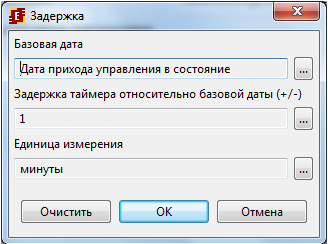 Задержка
Базовая дата
Дата прихода управления в состояние
...
Задержка таймера относительно базовой даты (+/-)
1
...
Единица измерения
минуты
...
Очистить
OK
Отмена